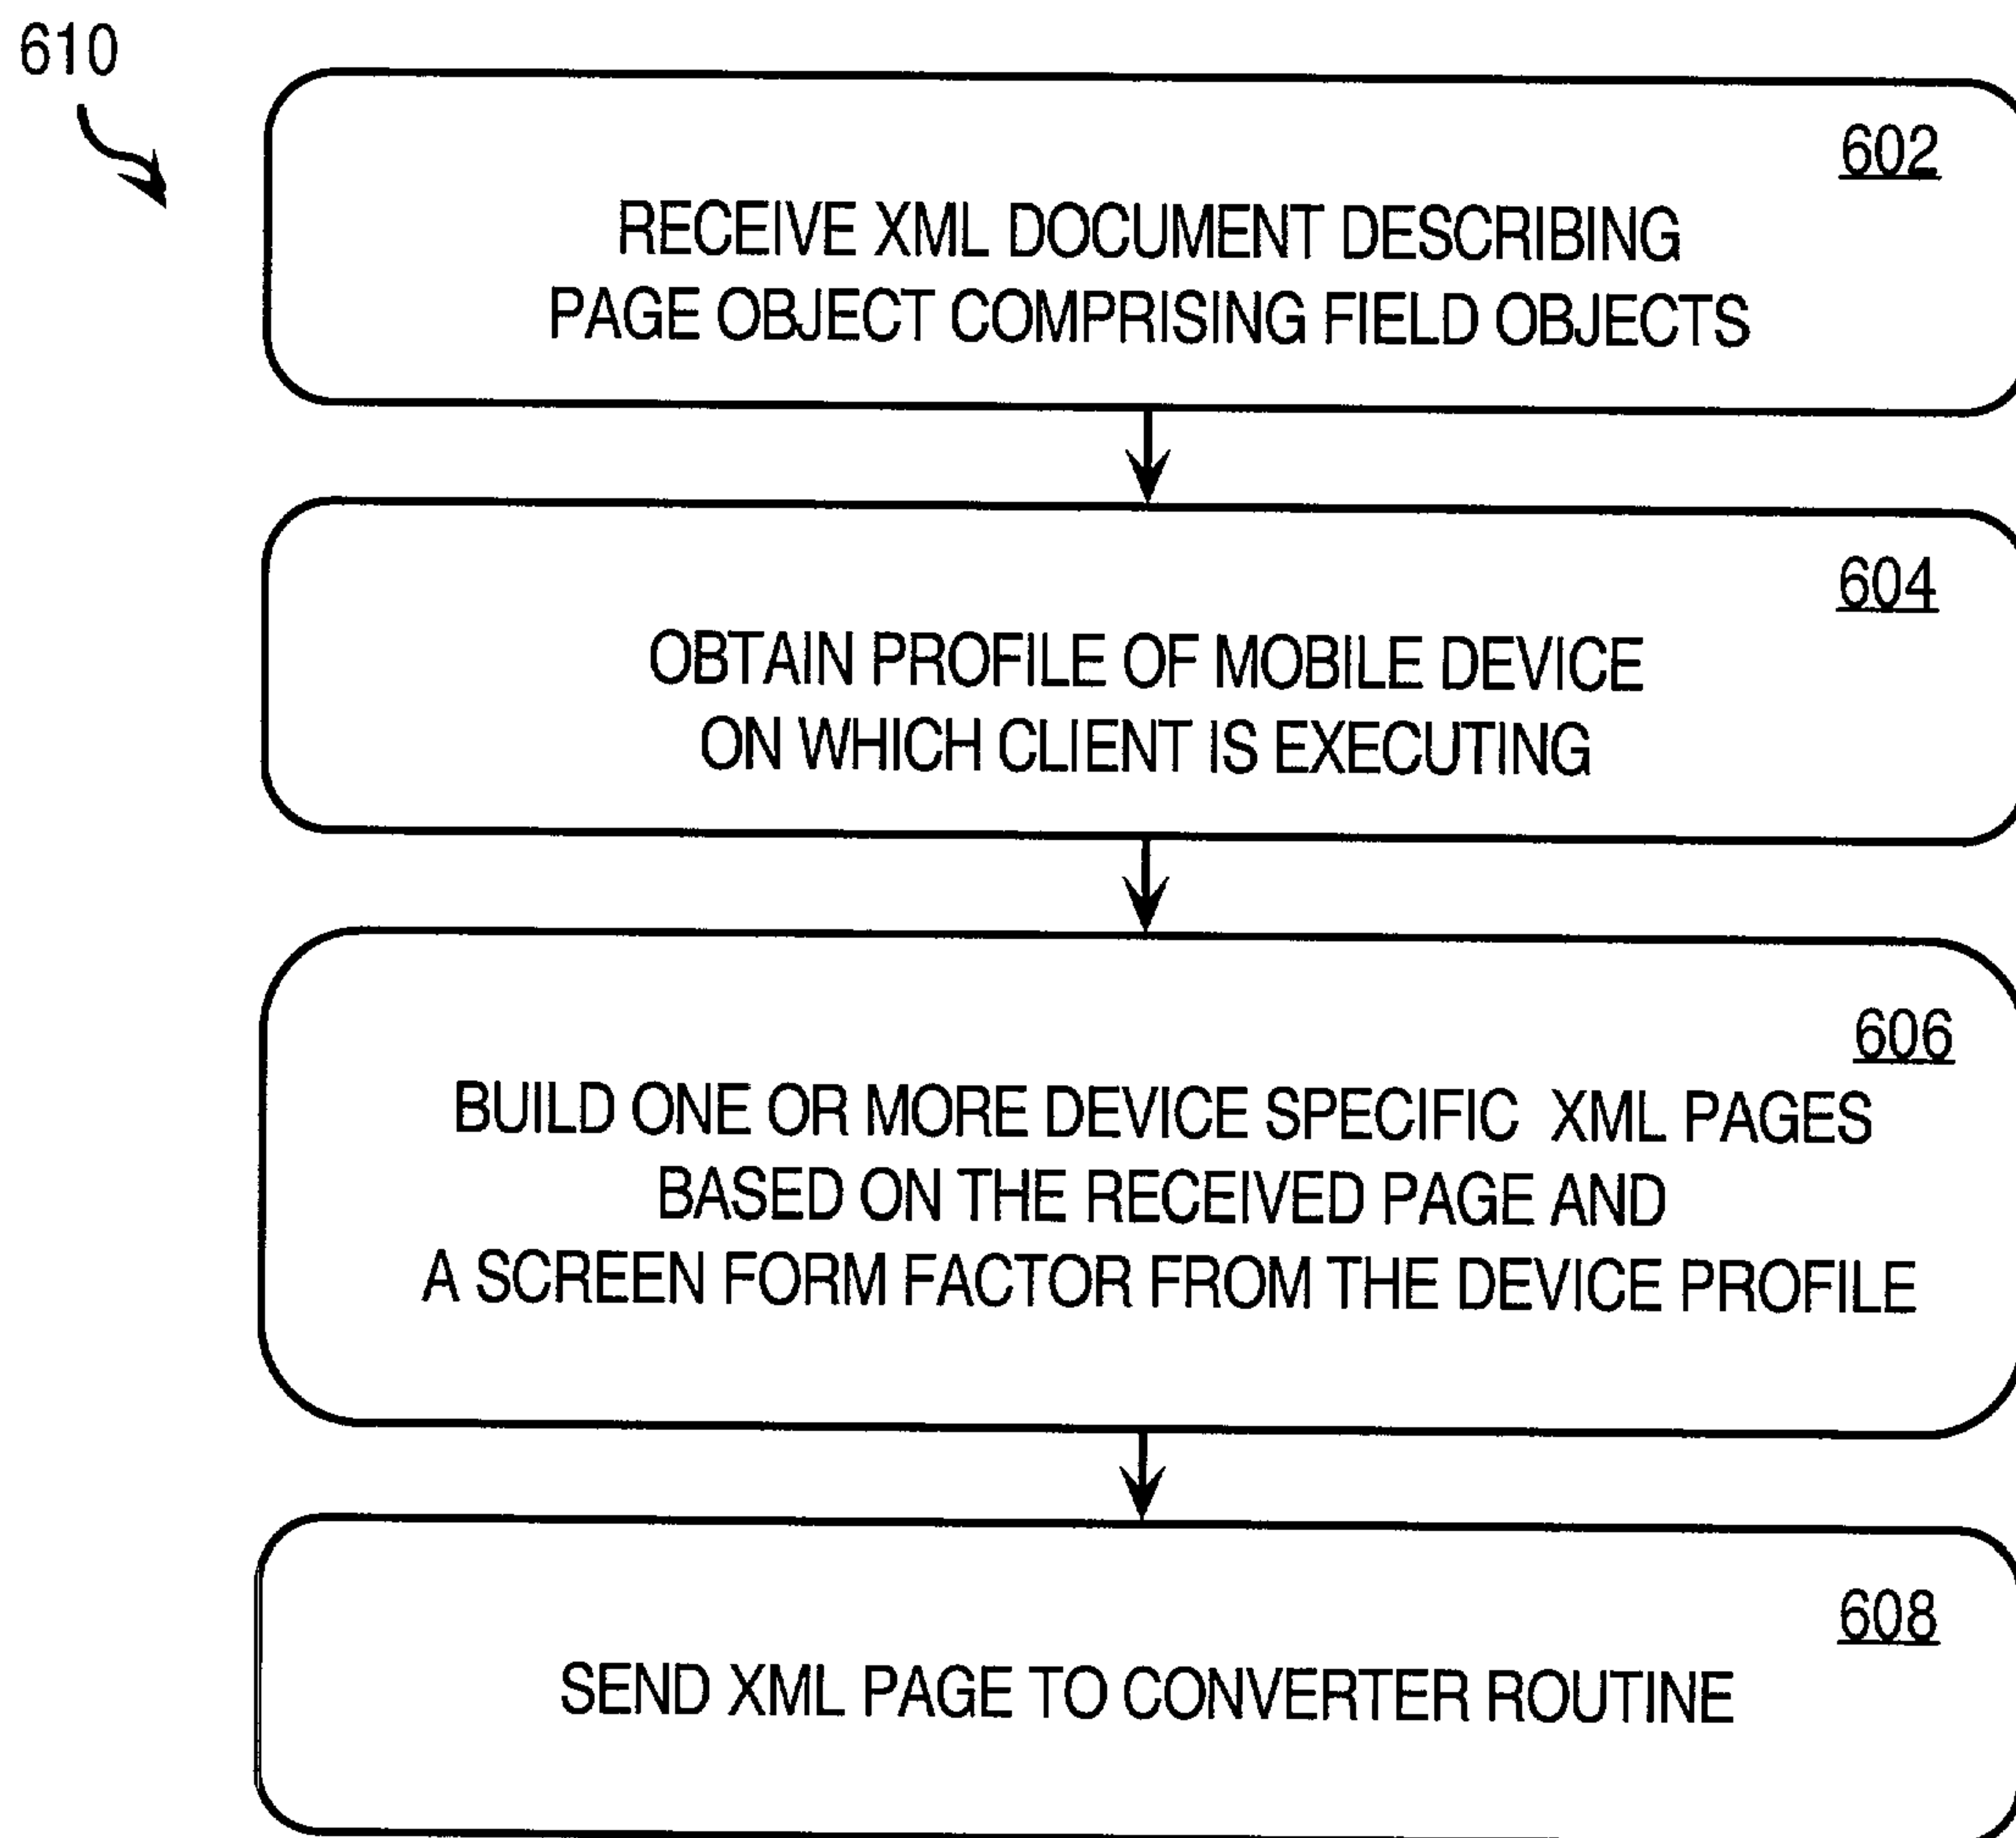 610
602
RECEIVE XML DOCUMENT DESCRIBING
PAGE OBJECT COMPRISING FIELD OBJECTS
604
OBTAIN PROFILE OF MOBILE DEVICE
ON WHICH CLIENT IS EXECUTING
606
BUILD ONE OR MORE DEVICE SPECIFIC XML PAGES
BASED ON THE RECEIVED PAGE AND
A SCREEN FORM FACTOR FROM THE DEVICE PROFILE
608
SEND XML PAGE TO CONVERTER ROUTINE